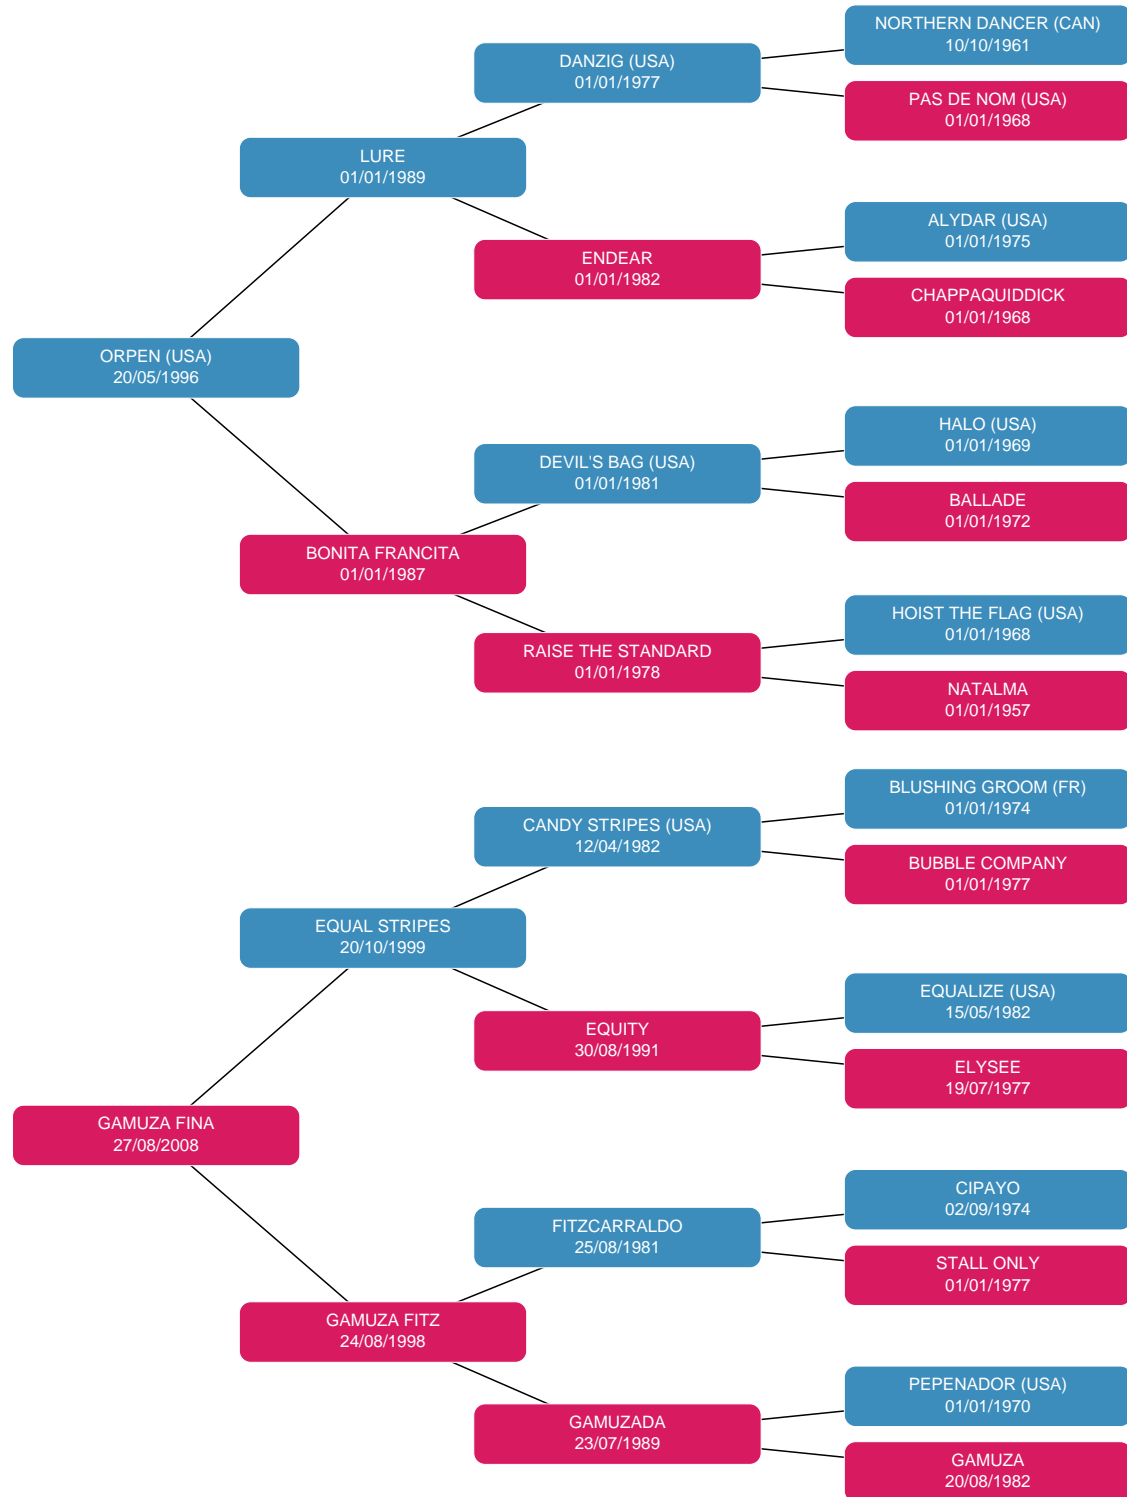 NORTHERN DANCER (CAN)
10/10/1961
DANZIG (USA)
01/01/1977
PAS DE NOM (USA)
01/01/1968
LURE
01/01/1989
ALYDAR (USA)
01/01/1975
ENDEAR
01/01/1982
CHAPPAQUIDDICK
01/01/1968
ORPEN (USA)
20/05/1996
HALO (USA)
01/01/1969
DEVIL'S BAG (USA)
01/01/1981
BALLADE
01/01/1972
BONITA FRANCITA
01/01/1987
HOIST THE FLAG (USA)
01/01/1968
RAISE THE STANDARD
01/01/1978
NATALMA
01/01/1957
BLUSHING GROOM (FR)
01/01/1974
CANDY STRIPES (USA)
12/04/1982
BUBBLE COMPANY
01/01/1977
EQUAL STRIPES
20/10/1999
EQUALIZE (USA)
15/05/1982
EQUITY
30/08/1991
ELYSEE
19/07/1977
GAMUZA FINA
27/08/2008
CIPAYO
02/09/1974
FITZCARRALDO
25/08/1981
STALL ONLY
01/01/1977
GAMUZA FITZ
24/08/1998
PEPENADOR (USA)
01/01/1970
GAMUZADA
23/07/1989
GAMUZA
20/08/1982